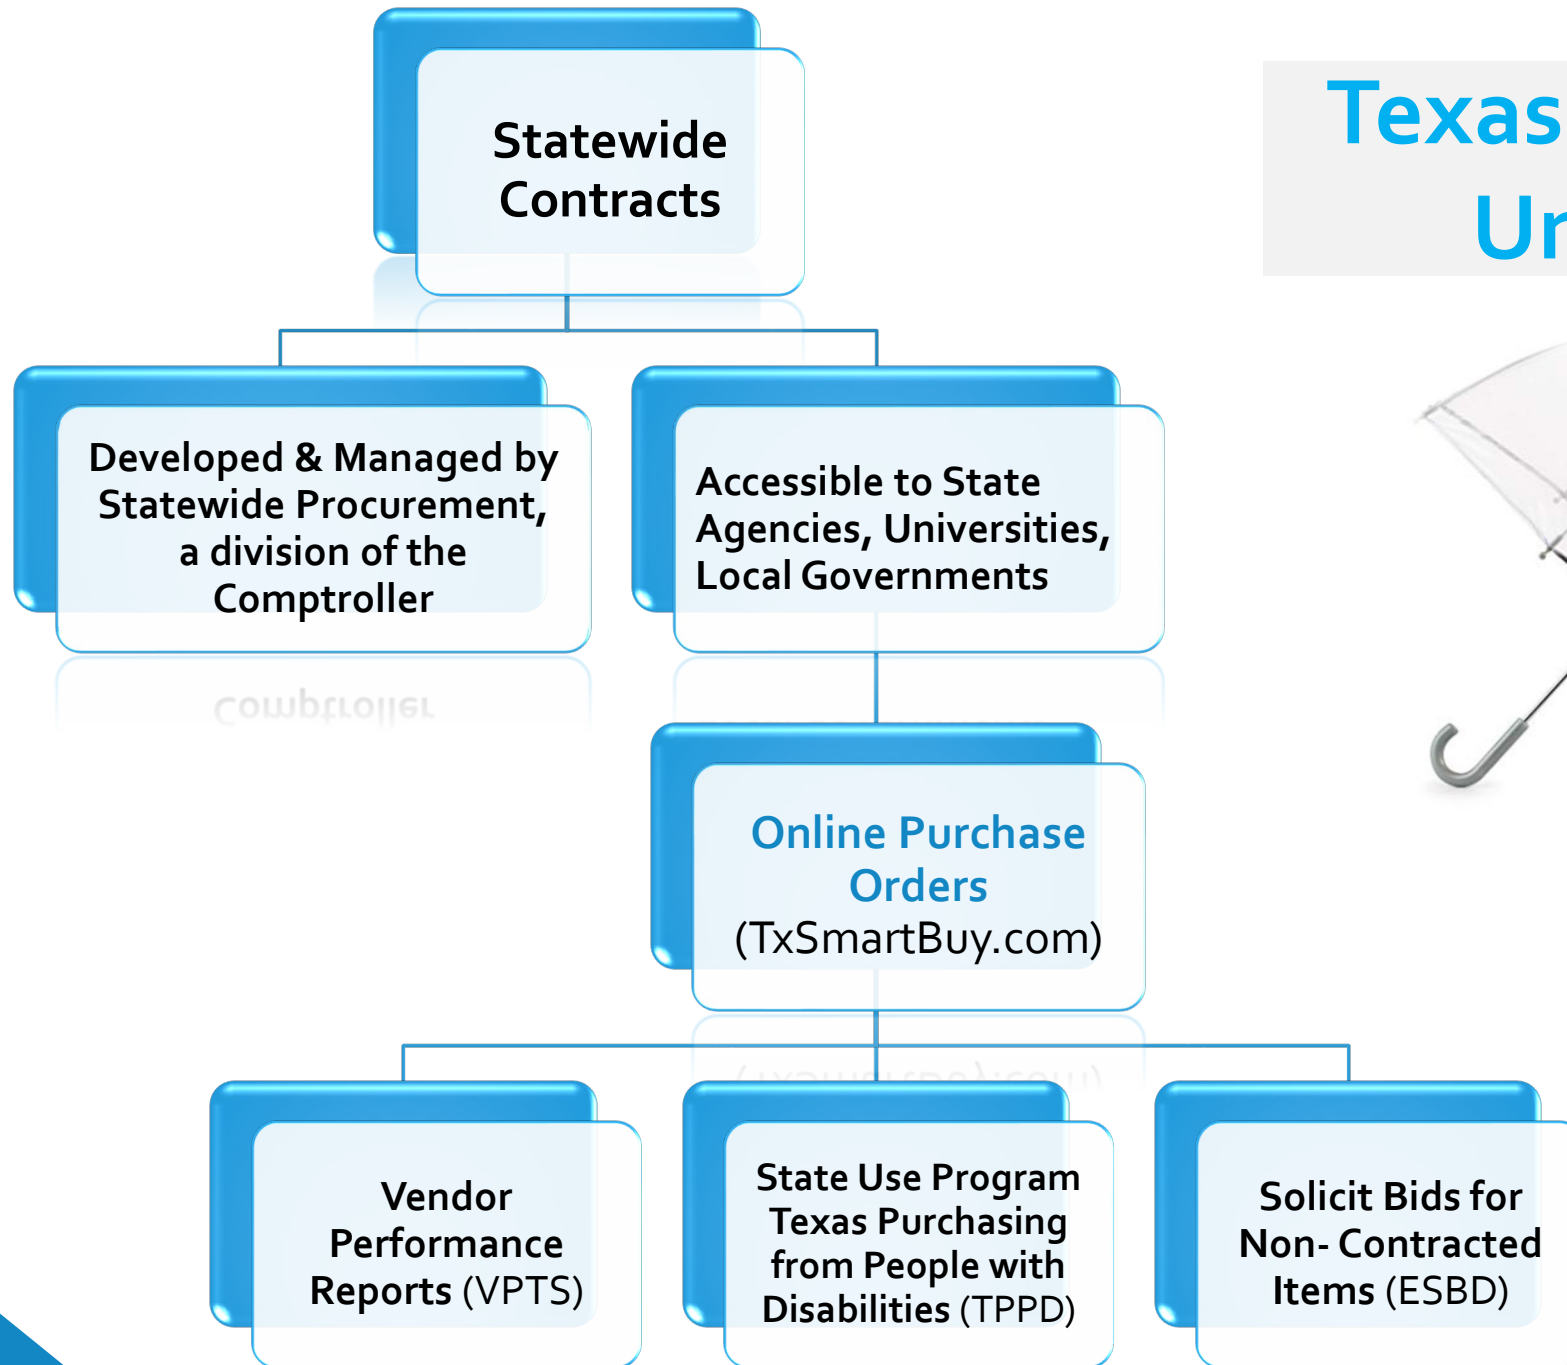 Texas
Statewide
Contracts
Developed & Managed by
Statewide Procurement,
a division of the
Comptroller
Accessible to State
Agencies, Universities,
Local Governments
Online Purchase
Orders
(TxSmartBuy.com)
Vendor
Performance
Reports (VPTS)
State Use Program
Texas Purchasing
from People with
Disabilities (TPPD)
Solicit Bids for
Non- Contracted
Items (ESBD)